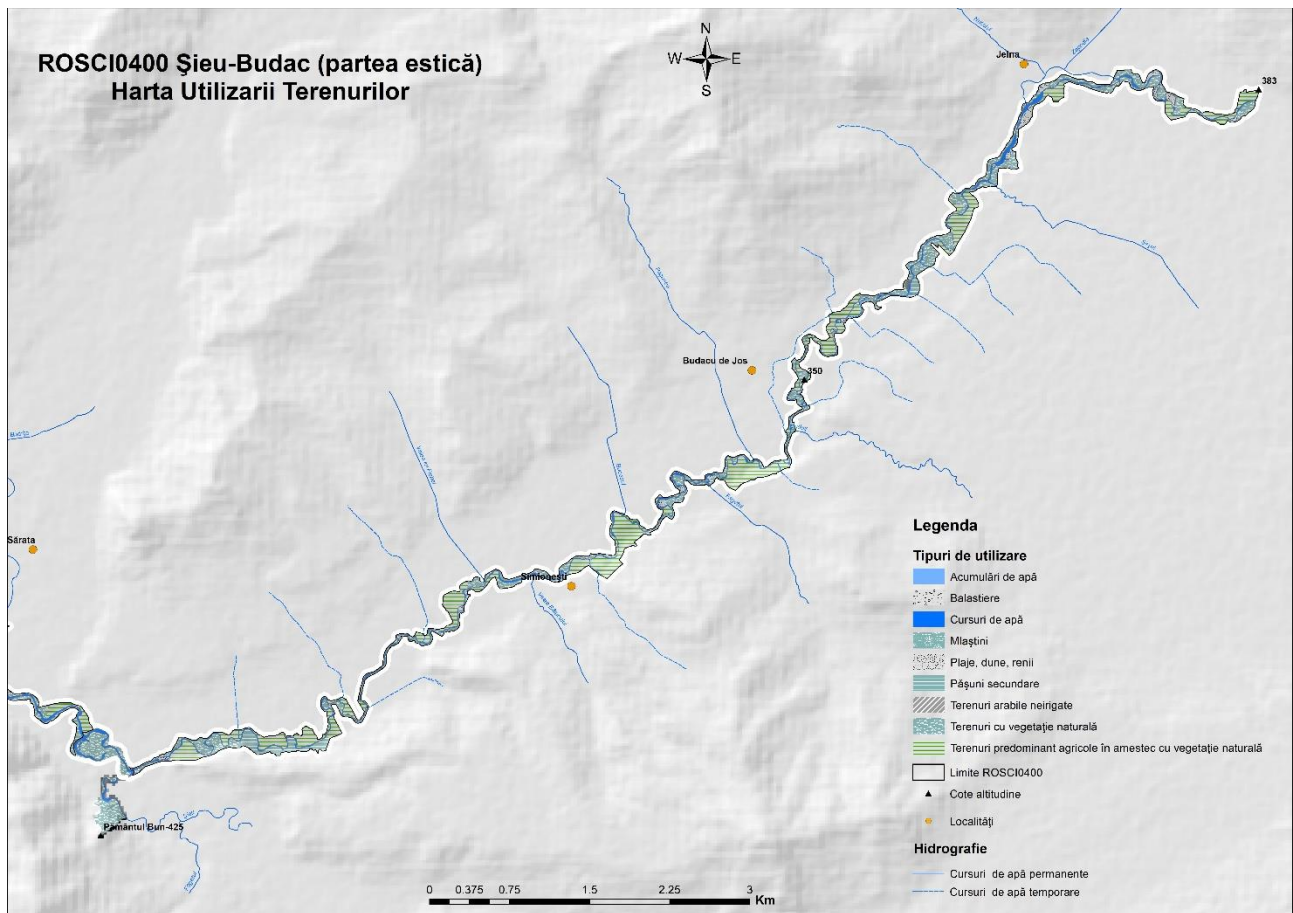 ROSCI0400 Şieu-Budac (partea estică)
Harta Utilizarii Terenurilor
N
W E
S
Jelna
383
Budacu de Jos
350
Sărata
Simioneşti
Pământul Bun-425
Legenda
Tipuri de utilizare
Acumulări de apă
Balastiere
Cursuri de apă
Mlaştini
Plaje, dune, renii
Păşuni secundare
Terenuri arabile neirigate
Terenuri cu vegetaţie naturală
Terenuri predominant agricole în amestec cu vegetaţie naturală
Limite ROSCI0400
Cote altitudine
Localităţi
Hidrografie
Cursuri de apă permanente
Cursuri de apă temporare
0 0.375 0.75 1.5 2.25 3
Km